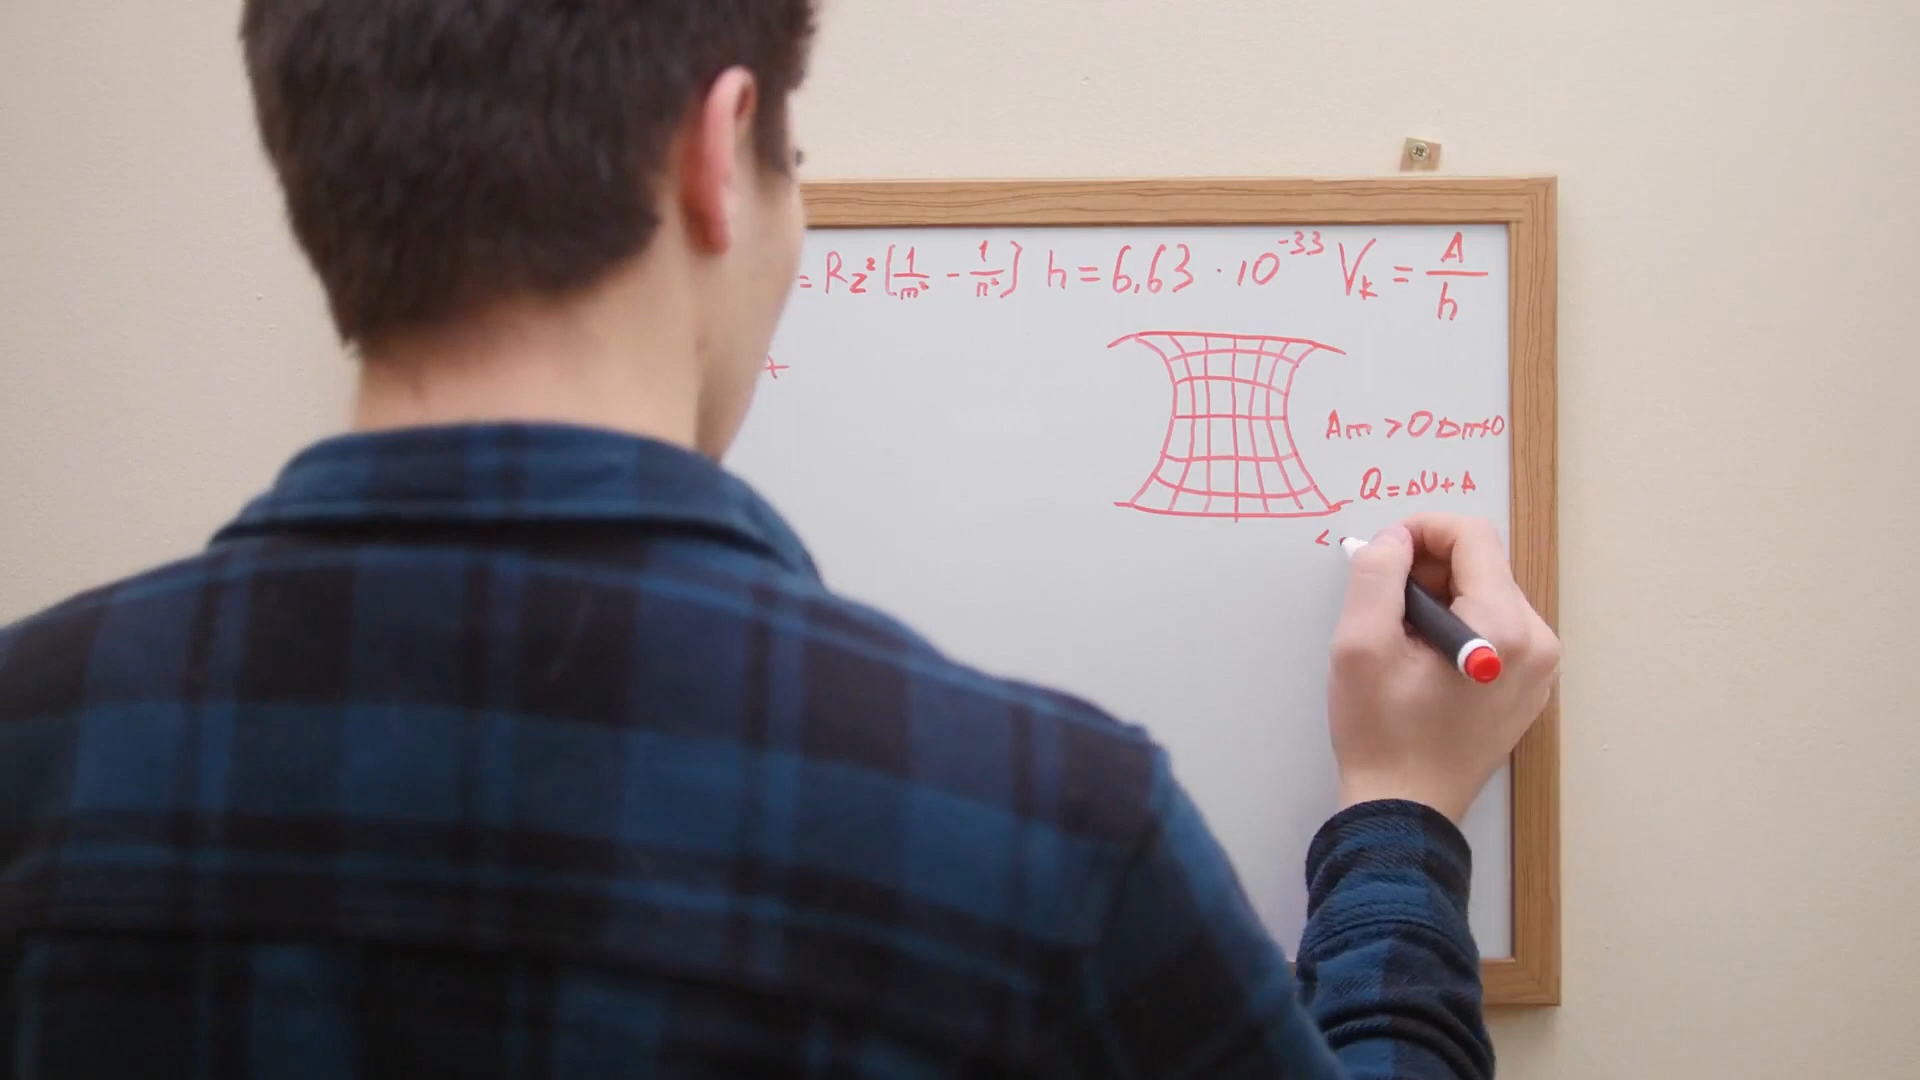 = Rz²(1/m² - 1/n²) h = 6,63 · 10⁻³³ Vk = A/h
+
Am > 0 Δm≠0
Q = ΔU + A
<